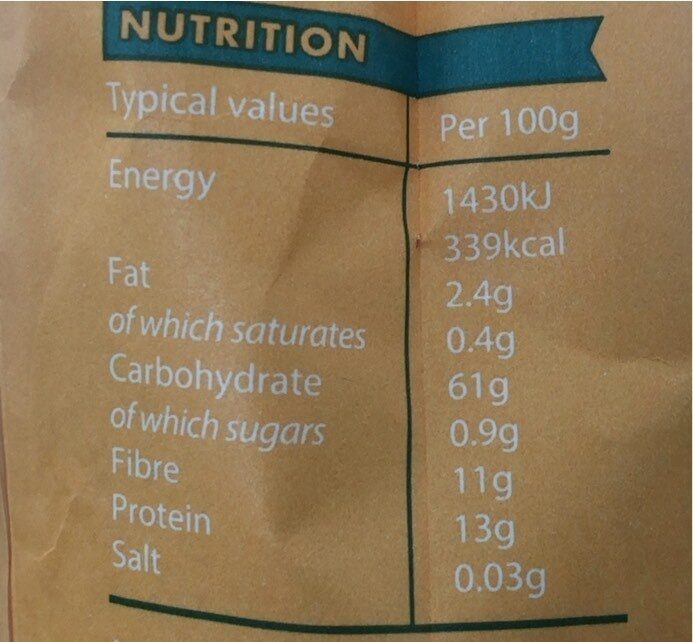 NUTRITION
Typical values Per 100g
Energy 1430kJ
339kcal
Fat 2.4g
of which saturates 0.4g
Carbohydrate 61g
of which sugars 0.9g
Fibre 11g
Protein 13g
Salt 0.03g